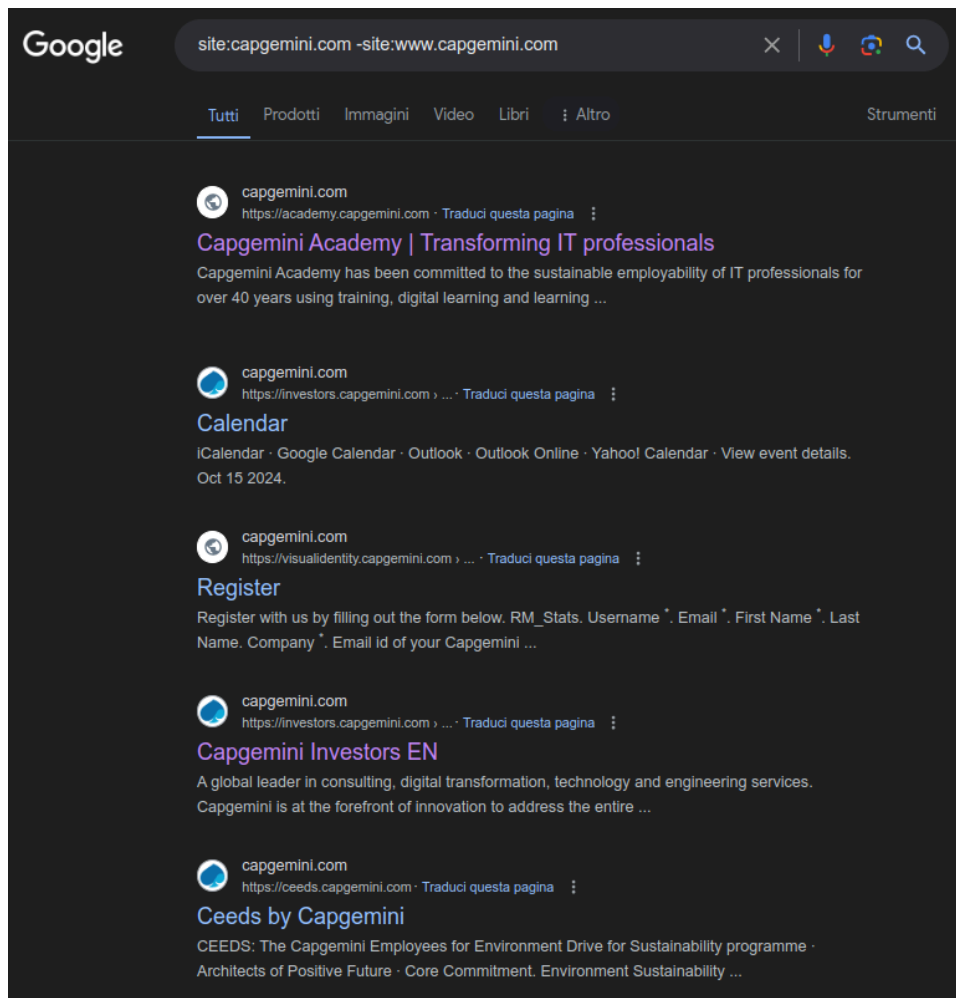 Google
site:capgemini.com -site:www.capgemini.com
Tutti Prodotti Immagini Video Libri Altro Strumenti
capgemini.com
https://academy.capgemini.com · Traduci questa pagina
Capgemini Academy | Transforming IT professionals
Capgemini Academy has been committed to the sustainable employability of IT professionals for
over 40 years using training, digital learning and learning ...
capgemini.com
https://investors.capgemini.com › ... · Traduci questa pagina
Calendar
iCalendar · Google Calendar · Outlook · Outlook Online · Yahoo! Calendar · View event details.
Oct 15 2024.
capgemini.com
https://visualidentity.capgemini.com › ... · Traduci questa pagina
Register
Register with us by filling out the form below. RM_Stats. Username *. Email *. First Name *. Last
Name. Company *. Email id of your Capgemini ...
capgemini.com
https://investors.capgemini.com › ... · Traduci questa pagina
Capgemini Investors EN
A global leader in consulting, digital transformation, technology and engineering services.
Capgemini is at the forefront of innovation to address the entire ...
capgemini.com
https://ceeds.capgemini.com · Traduci questa pagina
Ceeds by Capgemini
CEEDS: The Capgemini Employees for Environment Drive for Sustainability programme ·
Architects of Positive Future · Core Commitment. Environment Sustainability ...